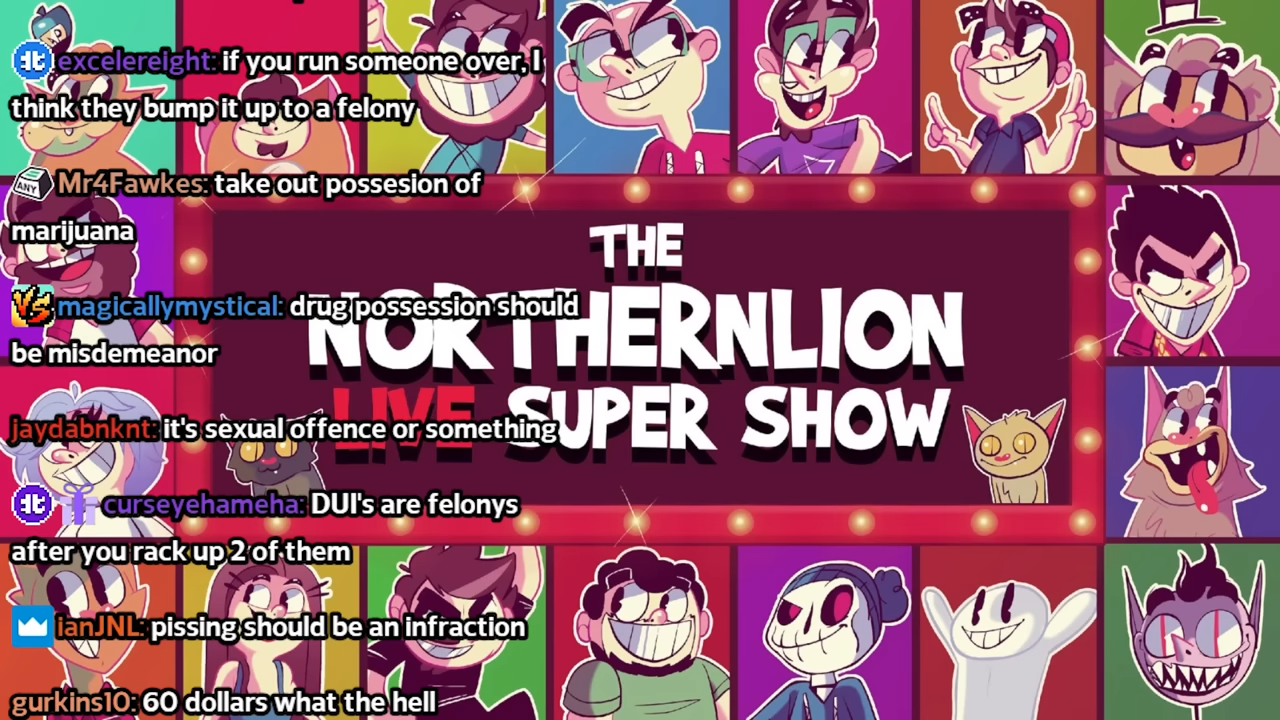 excelereight: if you run someone over, I
think they bump it up to a felony
ANY Mr4Fawkes: take out possesion of
marijuana
VS magicallymystical: drug possession should
be misdemeanor
jaydabnknt: it's sexual offence or something
curseyehameha: DUI's are felonys
after you rack up 2 of them
ianJNL: pissing should be an infraction
gurkins10: 60 dollars what the hell
THE
NORTHERNLION
LIVE SUPER SHOW